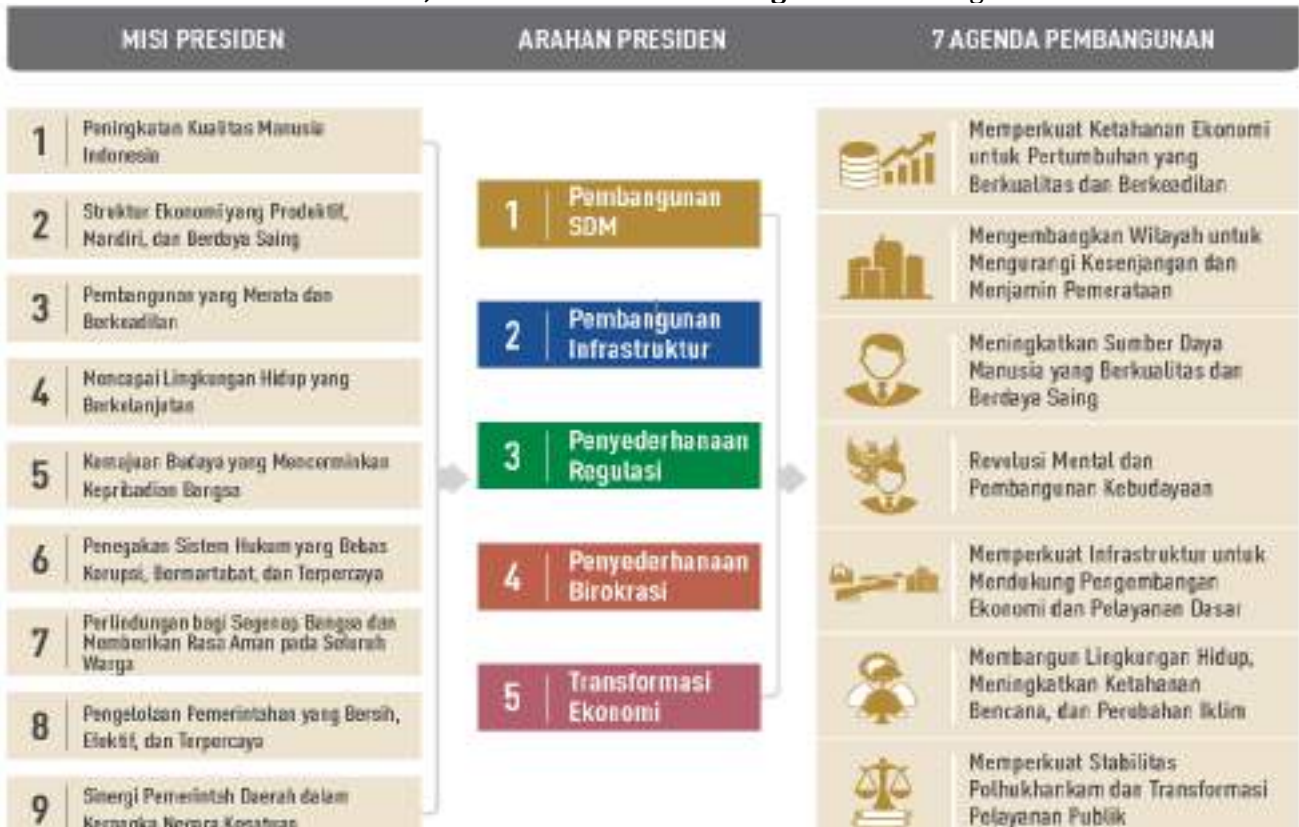 MISI PRESIDEN
ARAHAN PRESIDEN
7 AGENDA PEMBANGUNAN
1
Peningkatan Kualitas Manusia
Indonesia
2
Struktur Ekonomi yang Produktif,
Mandiri, dan Berdaya Saing
3
Pembangunan yang Merata dan
Berkeadilan
4
Mencapai Lingkungan Hidup yang
Berkelanjutan
5
Kemajuan Budaya yang Mencerminkan
Kepribadian Bangsa
6
Penegakan Sistem Hukum yang Bebas
Korupsi, Bermartabat, dan Terpercaya
7
Perlindungan bagi Segenap Bangsa dan
Memberikan Rasa Aman pada Seluruh
Warga
8
Pengelolaan Pemerintahan yang Bersih,
Efektif, dan Terpercaya
9
Sinergi Pemerintah Daerah dalam
Kerangka Negara Kesatuan
1
Pembangunan
SDM
2
Pembangunan
Infrastruktur
3
Penyederhanaan
Regulasi
4
Penyederhanaan
Birokrasi
5
Transformasi
Ekonomi
Memperkuat Ketahanan Ekonomi
untuk Pertumbuhan yang
Berkualitas dan Berkeadilan
Mengembangkan Wilayah untuk
Mengurangi Kesenjangan dan
Menjamin Pemerataan
Meningkatkan Sumber Daya
Manusia yang Berkualitas dan
Berdaya Saing
Revolusi Mental dan
Pembangunan Kebudayaan
Memperkuat Infrastruktur untuk
Mendukung Pengembangan
Ekonomi dan Pelayanan Dasar
Membangun Lingkungan Hidup,
Meningkatkan Ketahanan
Bencana, dan Perubahan Iklim
Memperkuat Stabilitas
Polhukhankam dan Transformasi
Pelayanan Publik